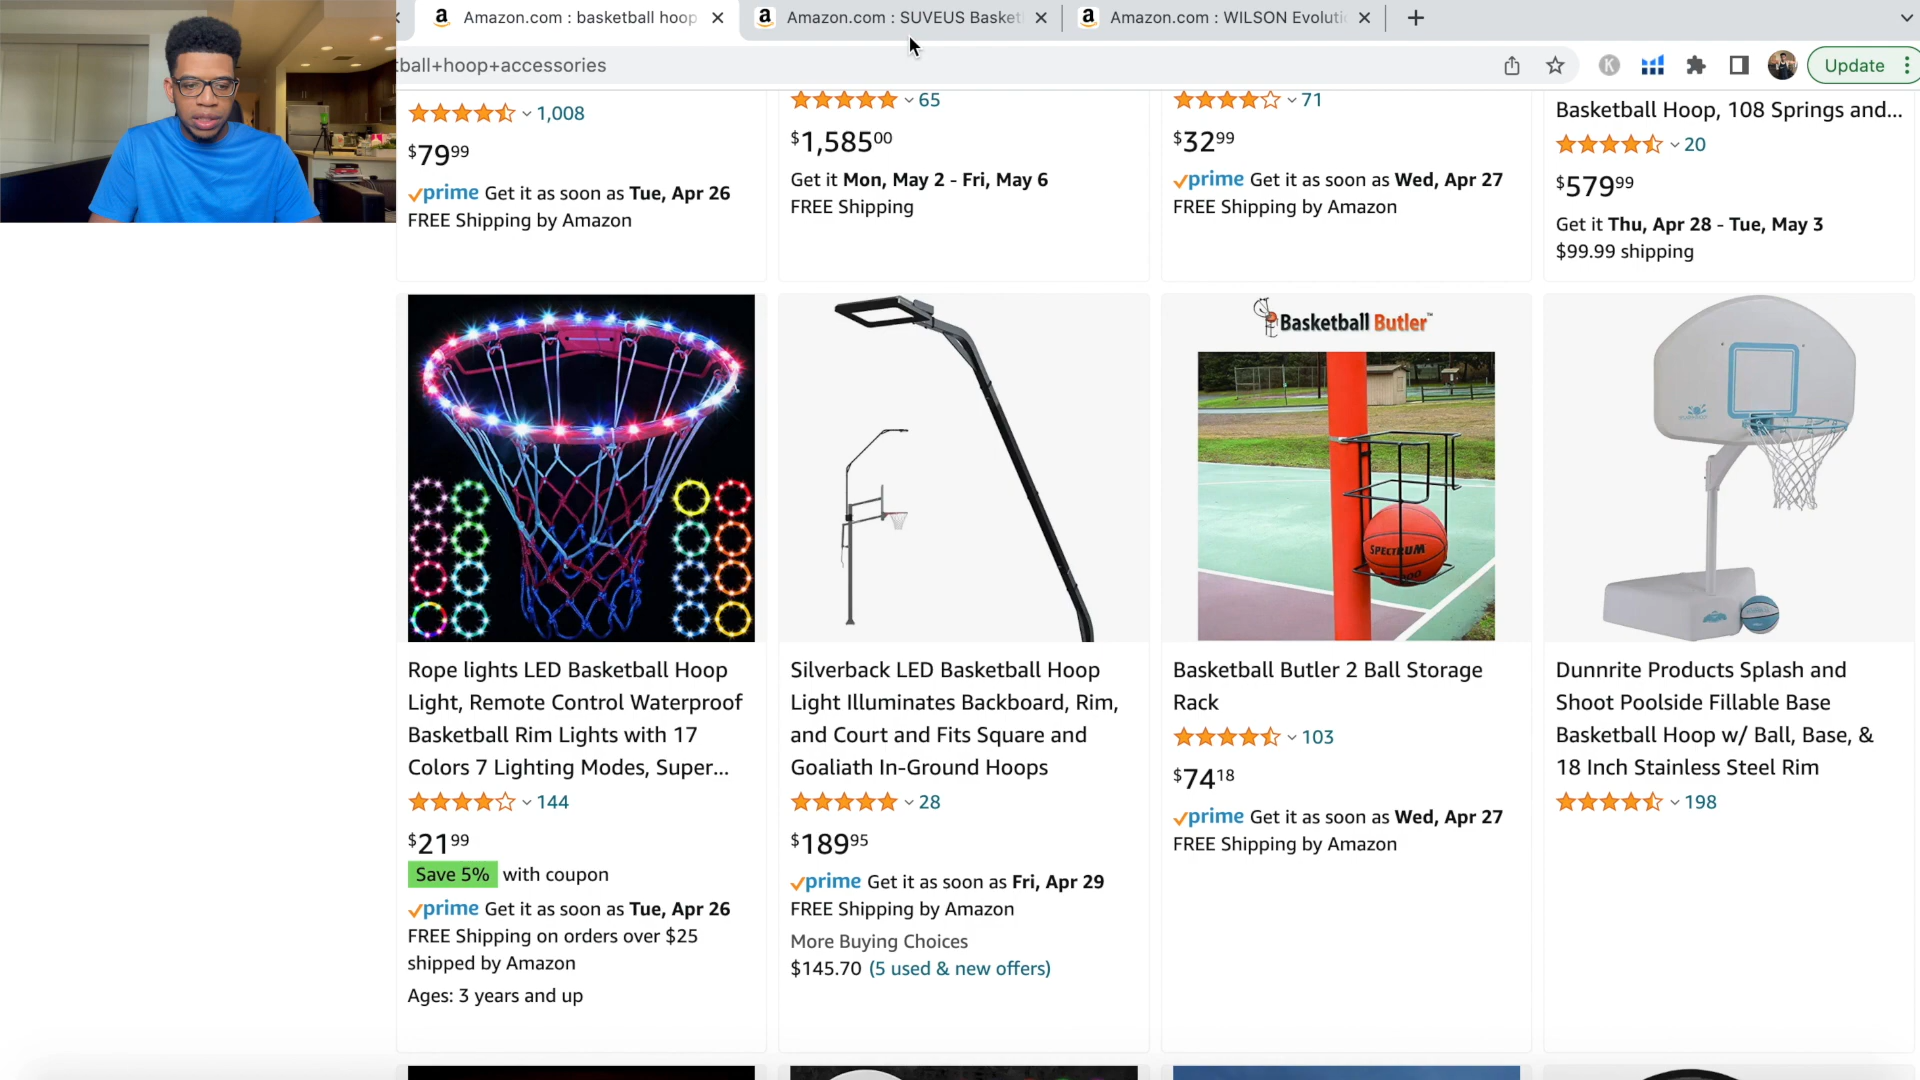 Amazon.com : basketball hoop
Amazon.com : SUVEUS Basket
Amazon.com : WILSON Evoluti
ball+hoop+accessories
Update
1,008
$79⁹⁹
prime Get it as soon as Tue, Apr 26
FREE Shipping by Amazon
65
$1,585⁰⁰
Get it Mon, May 2 - Fri, May 6
FREE Shipping
71
$32⁹⁹
prime Get it as soon as Wed, Apr 27
FREE Shipping by Amazon
Basketball Hoop, 108 Springs and...
20
$579⁹⁹
Get it Thu, Apr 28 - Tue, May 3
$99.99 shipping
Rope lights LED Basketball Hoop
Light, Remote Control Waterproof
Basketball Rim Lights with 17
Colors 7 Lighting Modes, Super...
144
$21⁹⁹
Save 5% with coupon
prime Get it as soon as Tue, Apr 26
FREE Shipping on orders over $25
shipped by Amazon
Ages: 3 years and up
Silverback LED Basketball Hoop
Light Illuminates Backboard, Rim,
and Court and Fits Square and
Goaliath In-Ground Hoops
28
$189⁹⁵
prime Get it as soon as Fri, Apr 29
FREE Shipping by Amazon
More Buying Choices
$145.70 (5 used & new offers)
Basketball Butler™
SPECTRUM
Basketball Butler 2 Ball Storage
Rack
103
$74¹⁸
prime Get it as soon as Wed, Apr 27
FREE Shipping by Amazon
Dunnrite Products Splash and
Shoot Poolside Fillable Base
Basketball Hoop w/ Ball, Base, &
18 Inch Stainless Steel Rim
198